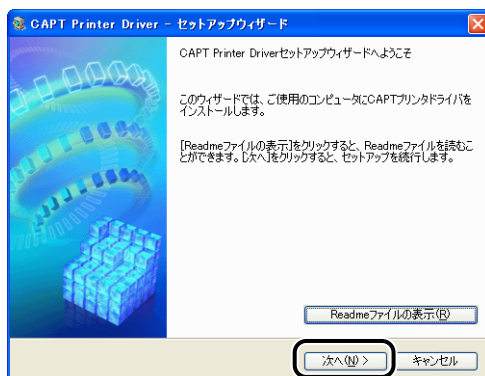 CAPT Printer Driver - セットアップウィザード
CAPT Printer Driverセットアップウィザードへようこそ
このウィザードでは、ご使用のコンピュータにCAPTプリンタドライバを
インストールします。
[Readmeファイルの表示]をクリックすると、Readmeファイルを読むこ
とができます。[次へ]をクリックすると、セットアップを続行します。
Readmeファイルの表示(R)
次へ(N) >
キャンセル